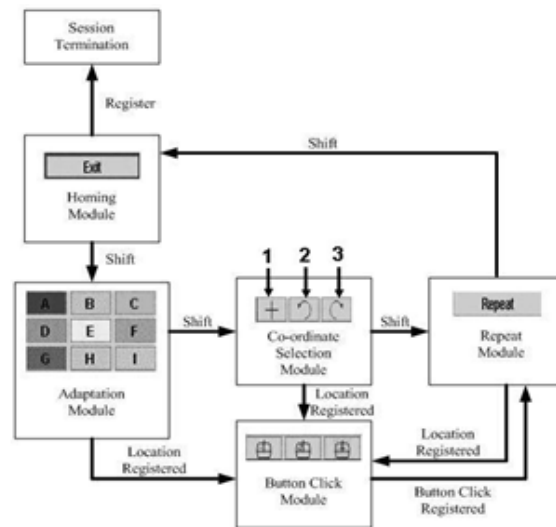 Session
Termination
Register
Exit
Homing
Module
Shift
Shift
1 2 3
A B C
D E F
G H I
Adaptation
Module
Shift
Co-ordinate
Selection
Module
Shift
Repeat
Repeat
Module
Location
Registered
Location
Registered
Location
Registered
Button Click
Module
Button Click
Registered